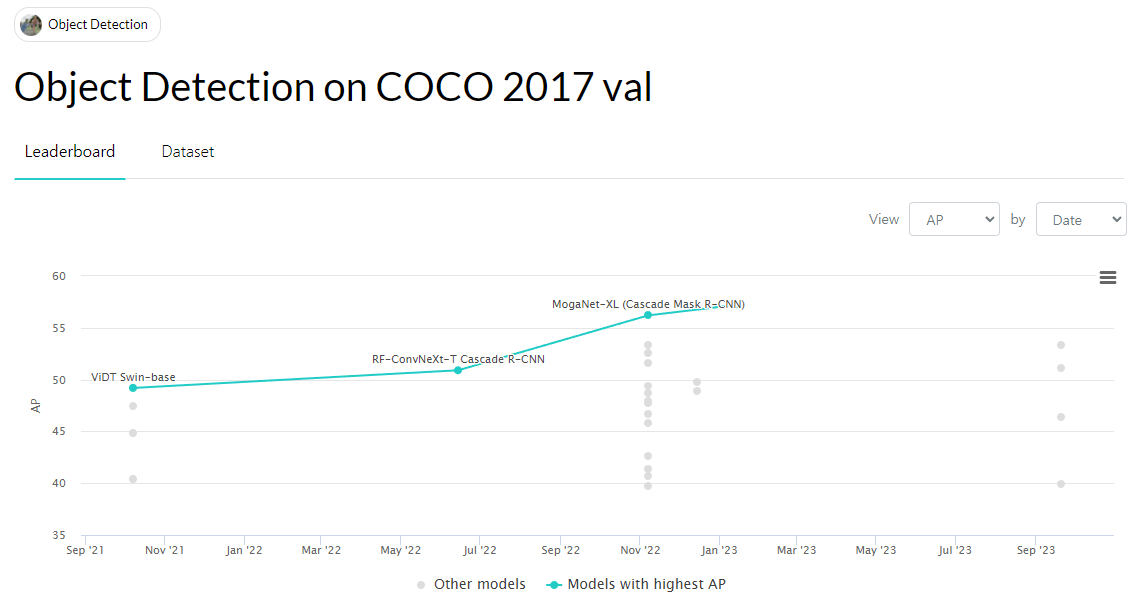 Object Detection
Object Detection on COCO 2017 val
Leaderboard Dataset
View AP by Date
60
MogaNet-XL (Cascade Mask R-CNN)
55
RF-ConvNeXt-T Cascade R-CNN
ViDT Swin-base
50
AP
45
40
35
Sep '21 Nov '21 Jan '22 Mar '22 May '22 Jul '22 Sep '22 Nov '22 Jan '23 Mar '23 May '23 Jul '23 Sep '23
Other models Models with highest AP